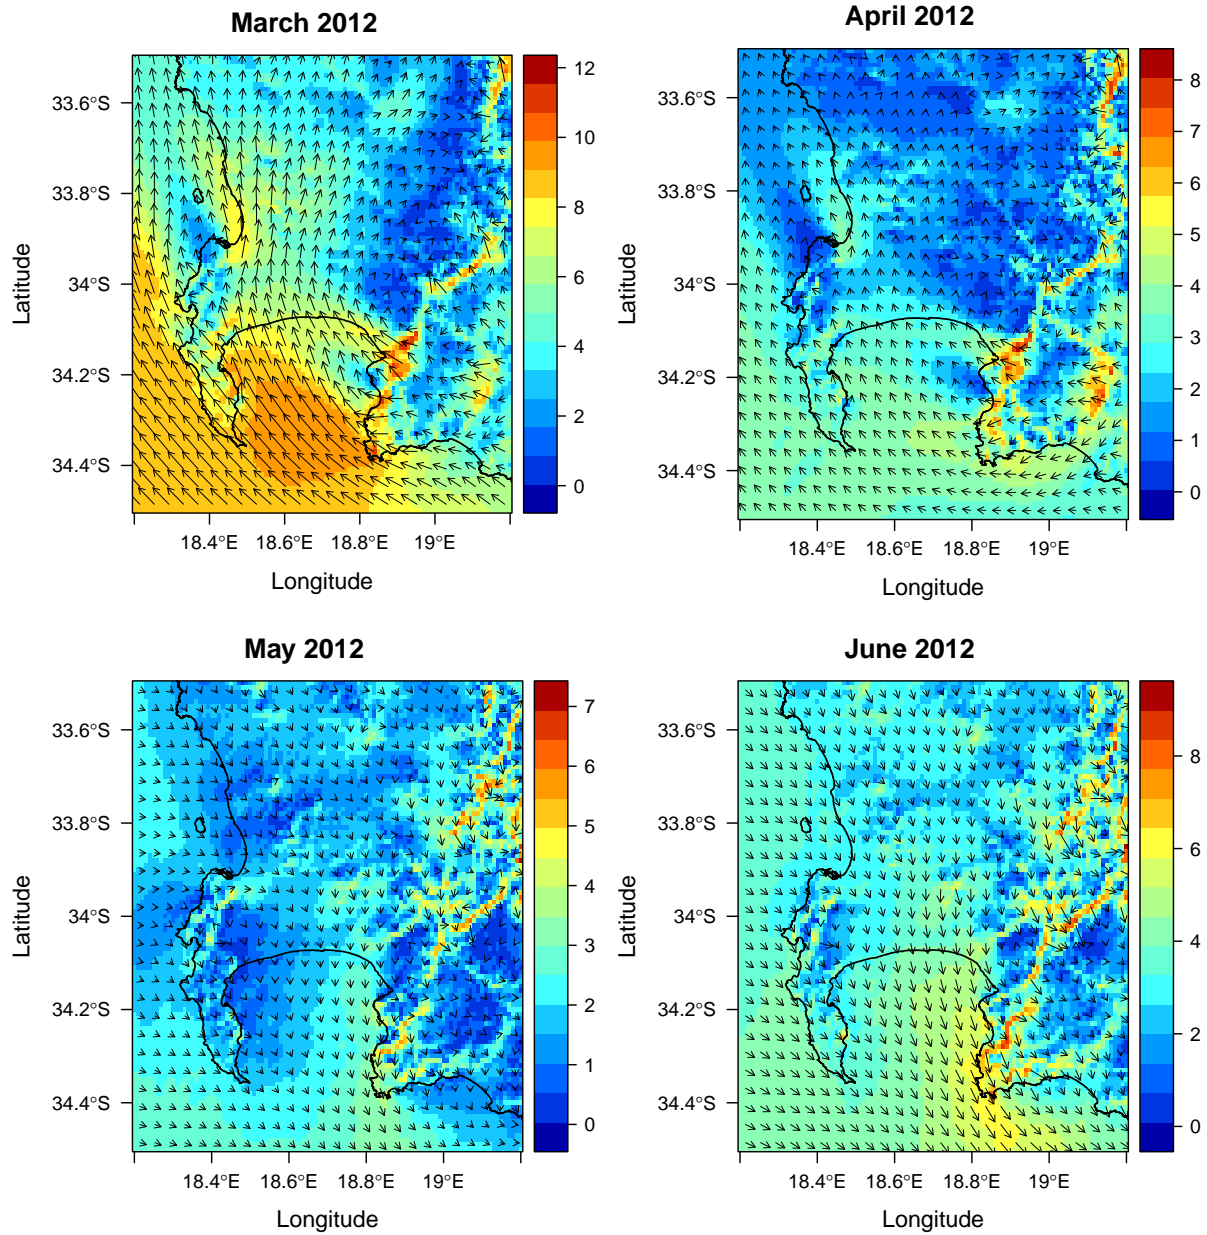 March 2012
33.6°S
33.8°S
34°S
34.2°S
34.4°S
Latitude
18.4°E 18.6°E 18.8°E 19°E
Longitude
12
10
8
6
4
2
0
April 2012
33.6°S
33.8°S
34°S
34.2°S
34.4°S
Latitude
18.4°E 18.6°E 18.8°E 19°E
Longitude
8
7
6
5
4
3
2
1
0
May 2012
33.6°S
33.8°S
34°S
34.2°S
34.4°S
Latitude
18.4°E 18.6°E 18.8°E 19°E
Longitude
7
6
5
4
3
2
1
0
June 2012
33.6°S
33.8°S
34°S
34.2°S
34.4°S
Latitude
18.4°E 18.6°E 18.8°E 19°E
Longitude
8
6
4
2
0